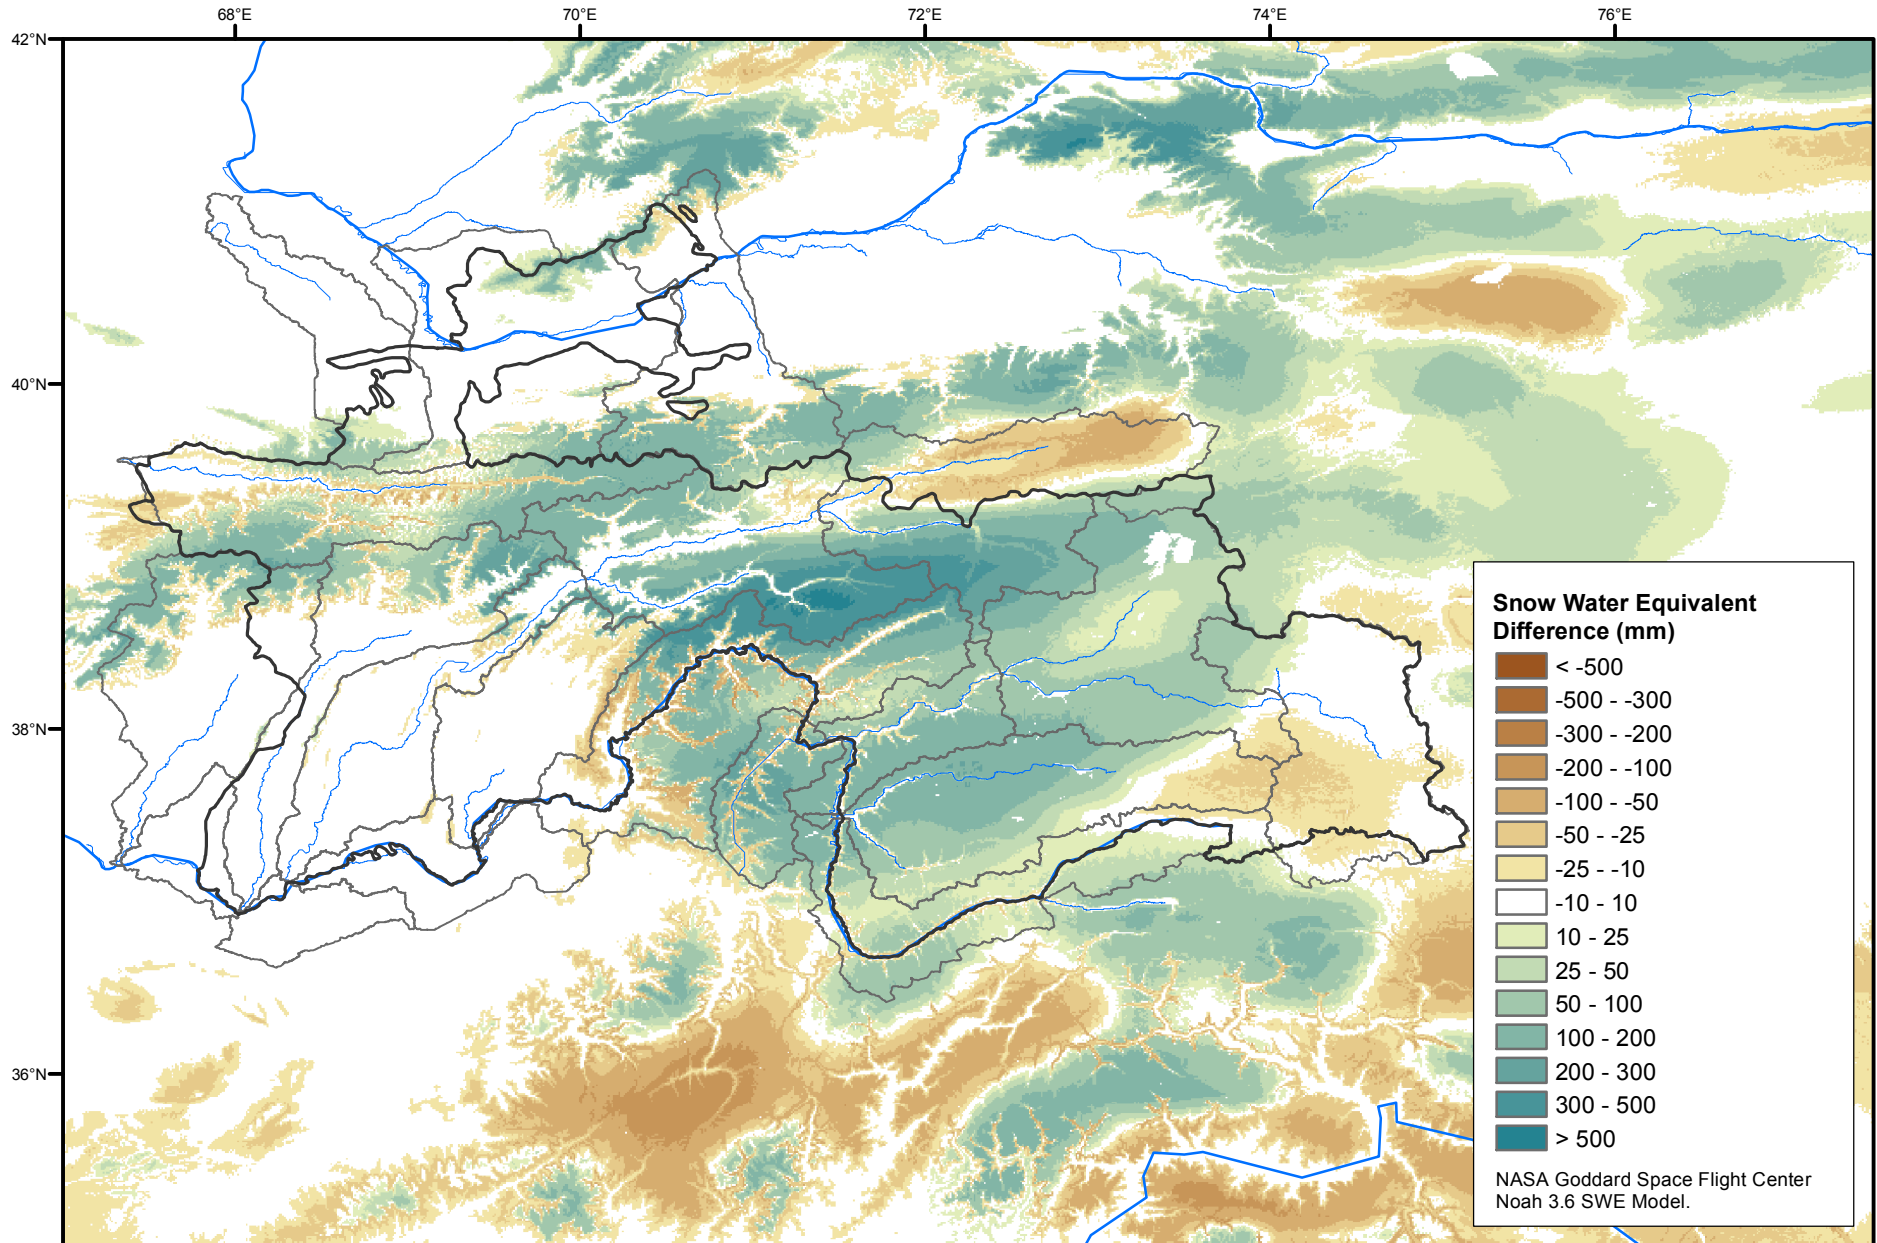 68°E 70°E 72°E 74°E 76°E
42°N
40°N
38°N
36°N
Snow Water Equivalent
Difference (mm)
< -500
-500 - -300
-300 - -200
-200 - -100
-100 - -50
-50 - -25
-25 - -10
-10 - 10
10 - 25
25 - 50
50 - 100
100 - 200
200 - 300
300 - 500
> 500
NASA Goddard Space Flight Center
Noah 3.6 SWE Model.